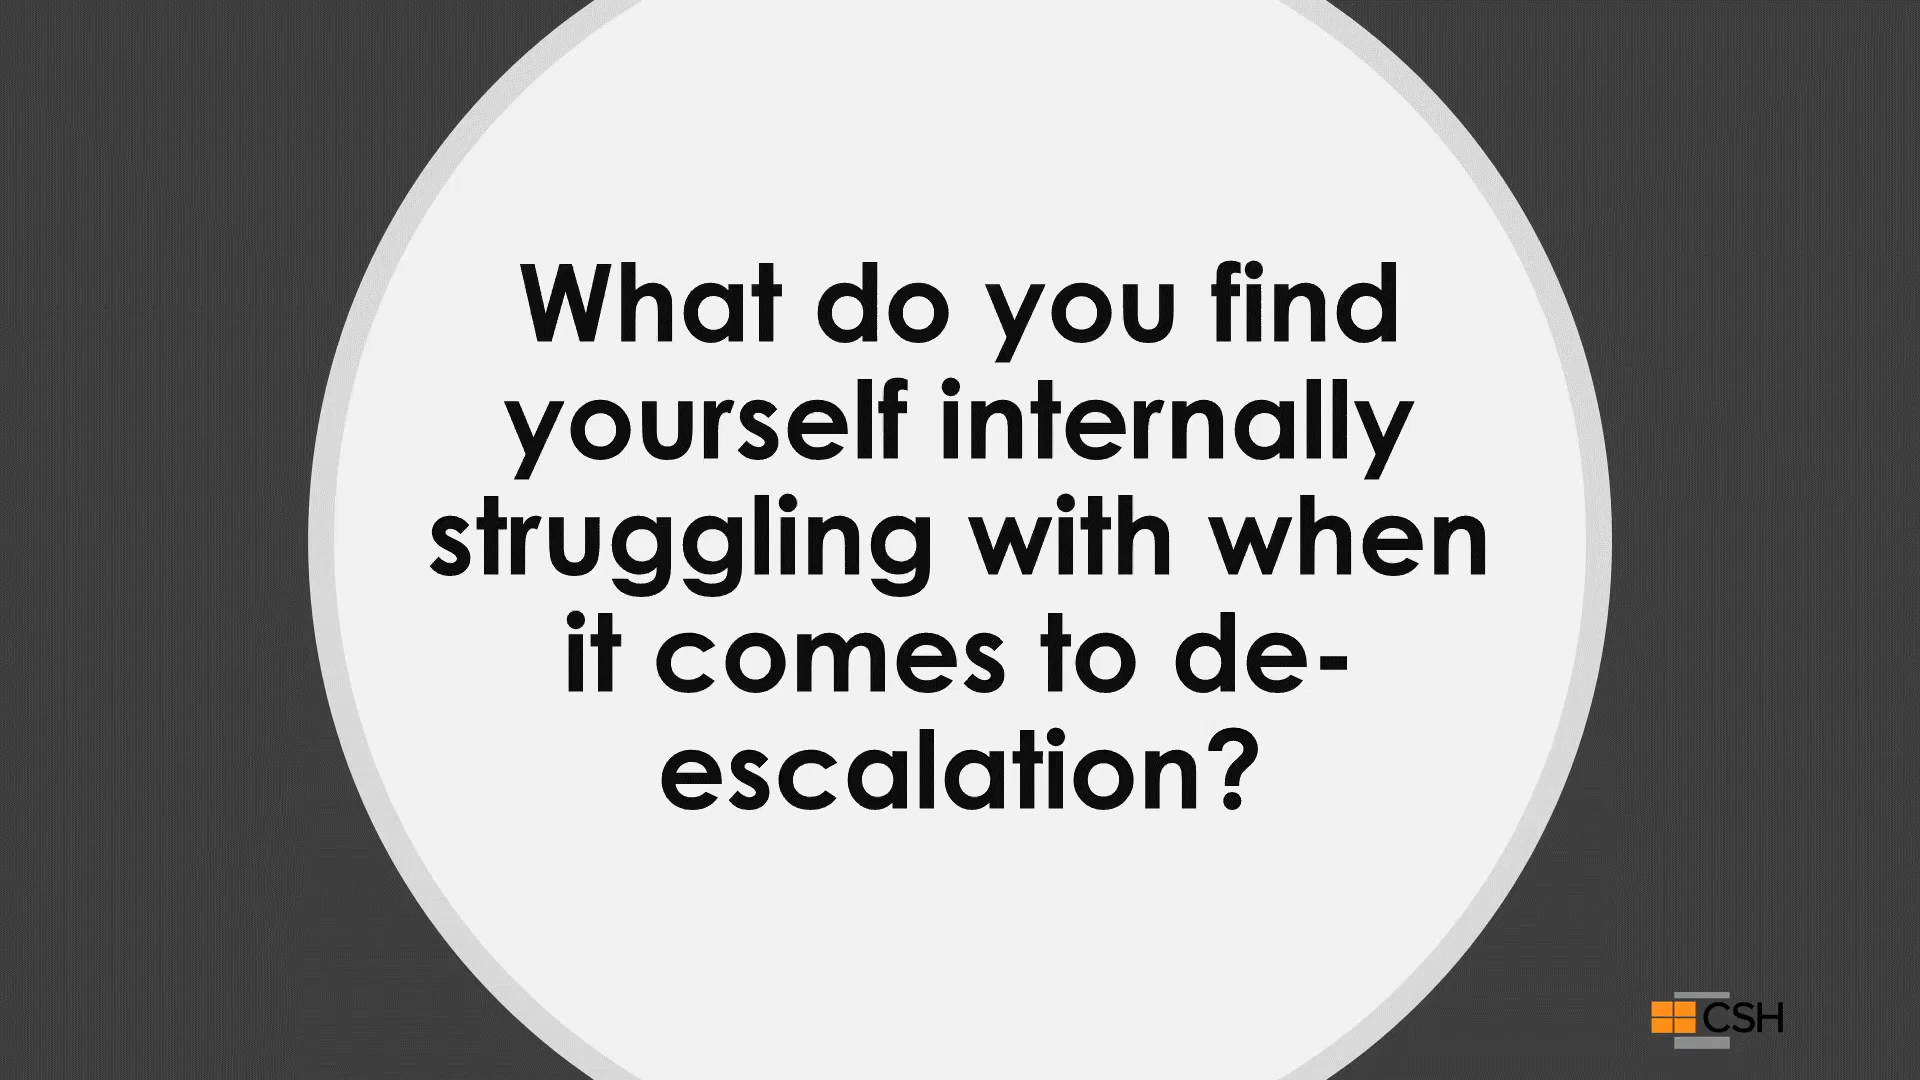 What do you find
yourself internally
struggling with when
it comes to de-
escalation?
CSH